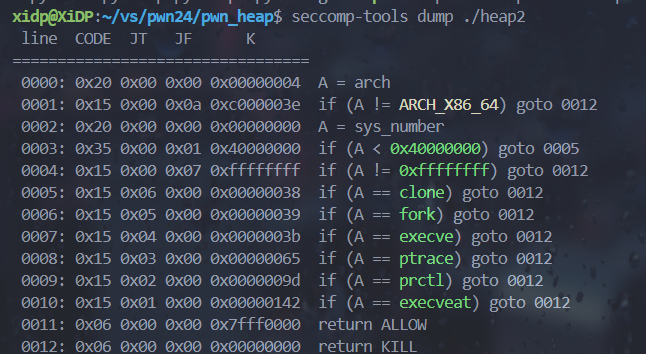 xidp@XiDP:~/vs/pwn24/pwn_heap$ seccomp-tools dump ./heap2
 line  CODE  JT   JF      K
=================================
 0000: 0x20 0x00 0x00 0x00000004  A = arch
 0001: 0x15 0x00 0x0a 0xc000003e  if (A != ARCH_X86_64) goto 0012
 0002: 0x20 0x00 0x00 0x00000000  A = sys_number
 0003: 0x35 0x00 0x01 0x40000000  if (A < 0x40000000) goto 0005
 0004: 0x15 0x00 0x07 0xffffffff  if (A != 0xffffffff) goto 0012
 0005: 0x15 0x06 0x00 0x00000038  if (A == clone) goto 0012
 0006: 0x15 0x05 0x00 0x00000039  if (A == fork) goto 0012
 0007: 0x15 0x04 0x00 0x0000003b  if (A == execve) goto 0012
 0008: 0x15 0x03 0x00 0x00000065  if (A == ptrace) goto 0012
 0009: 0x15 0x02 0x00 0x0000009d  if (A == prctl) goto 0012
 0010: 0x15 0x01 0x00 0x00000142  if (A == execveat) goto 0012
 0011: 0x06 0x00 0x00 0x7fff0000  return ALLOW
 0012: 0x06 0x00 0x00 0x00000000  return KILL